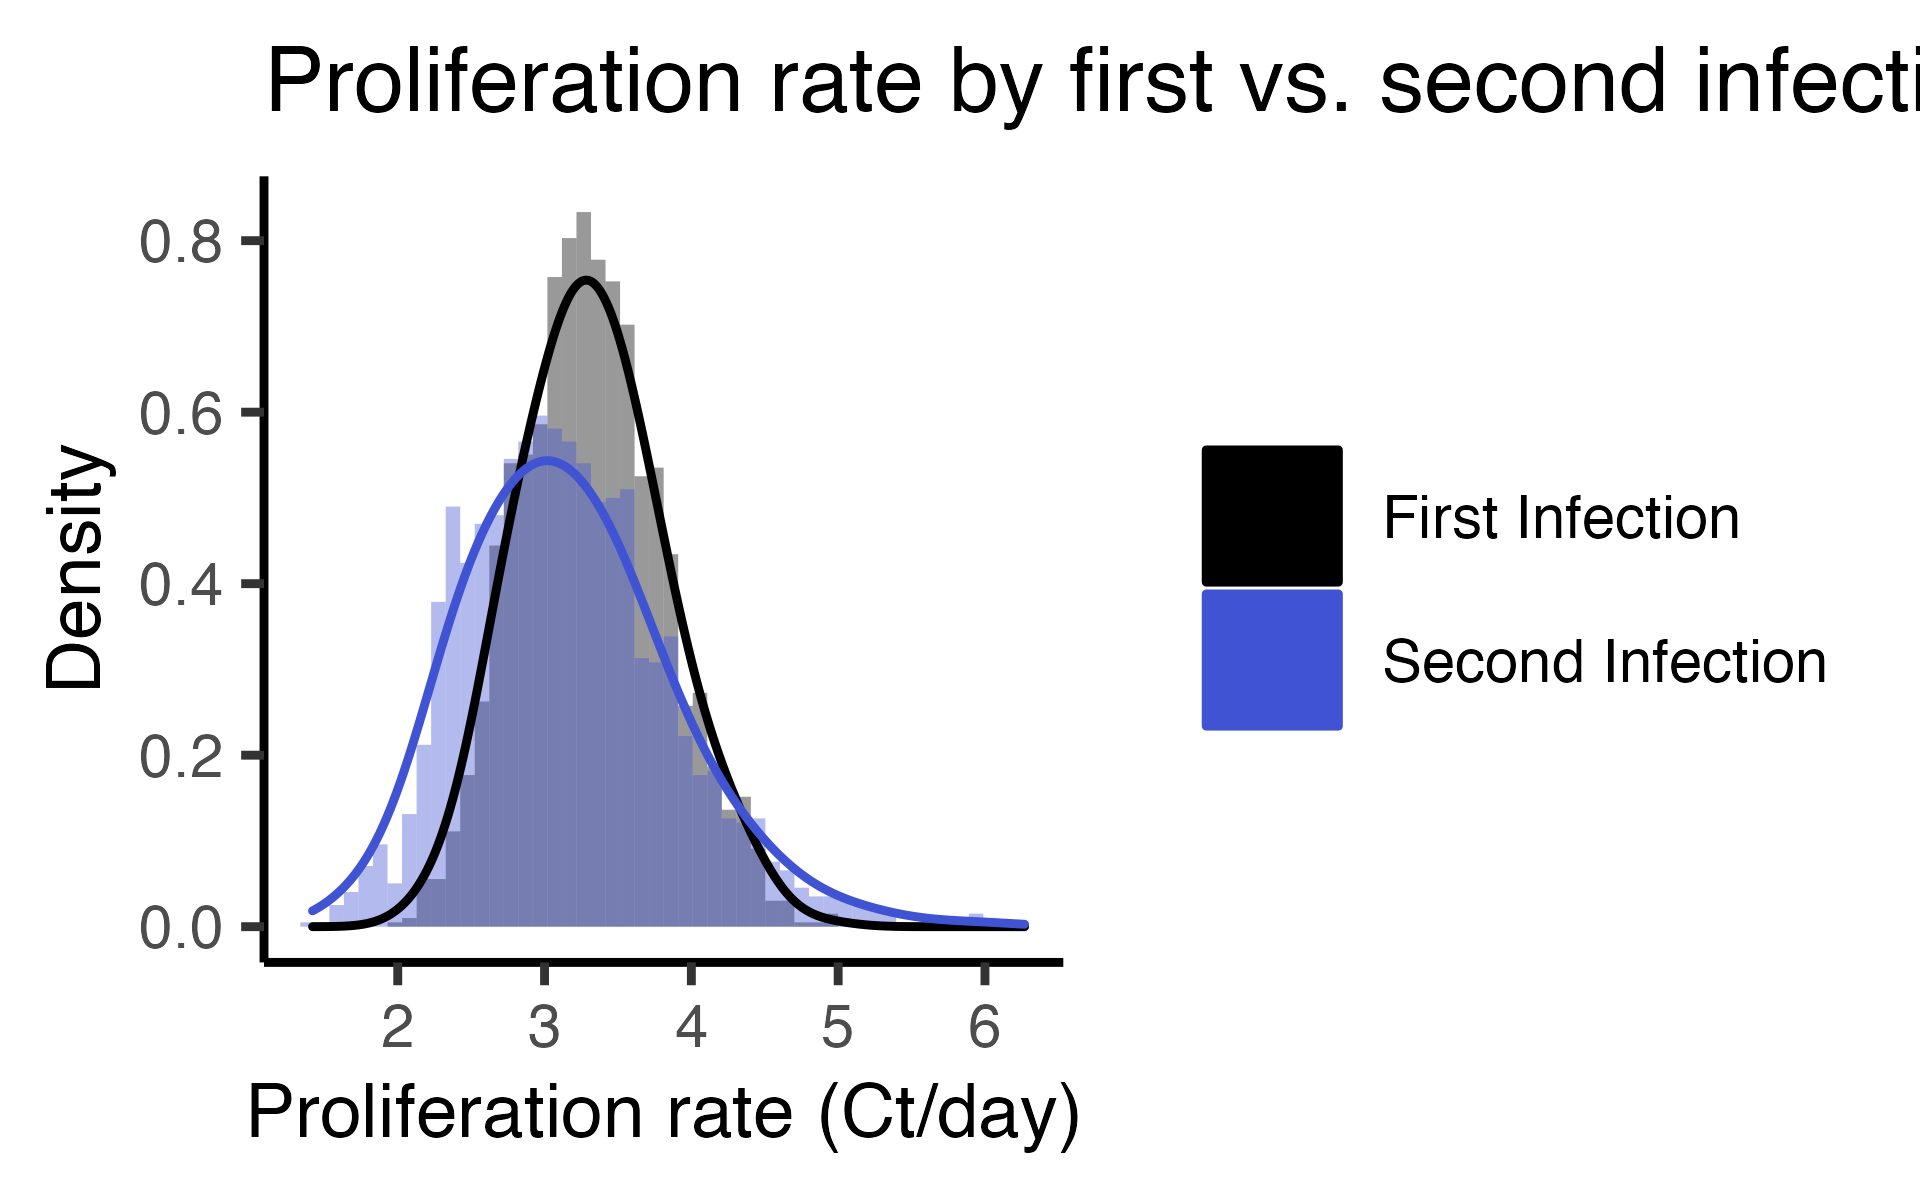 Proliferation rate by first vs. second infecti
0.8
0.6
0.4
0.2
0.0
Density
2 3 4 5 6
Proliferation rate (Ct/day)
First Infection
Second Infection